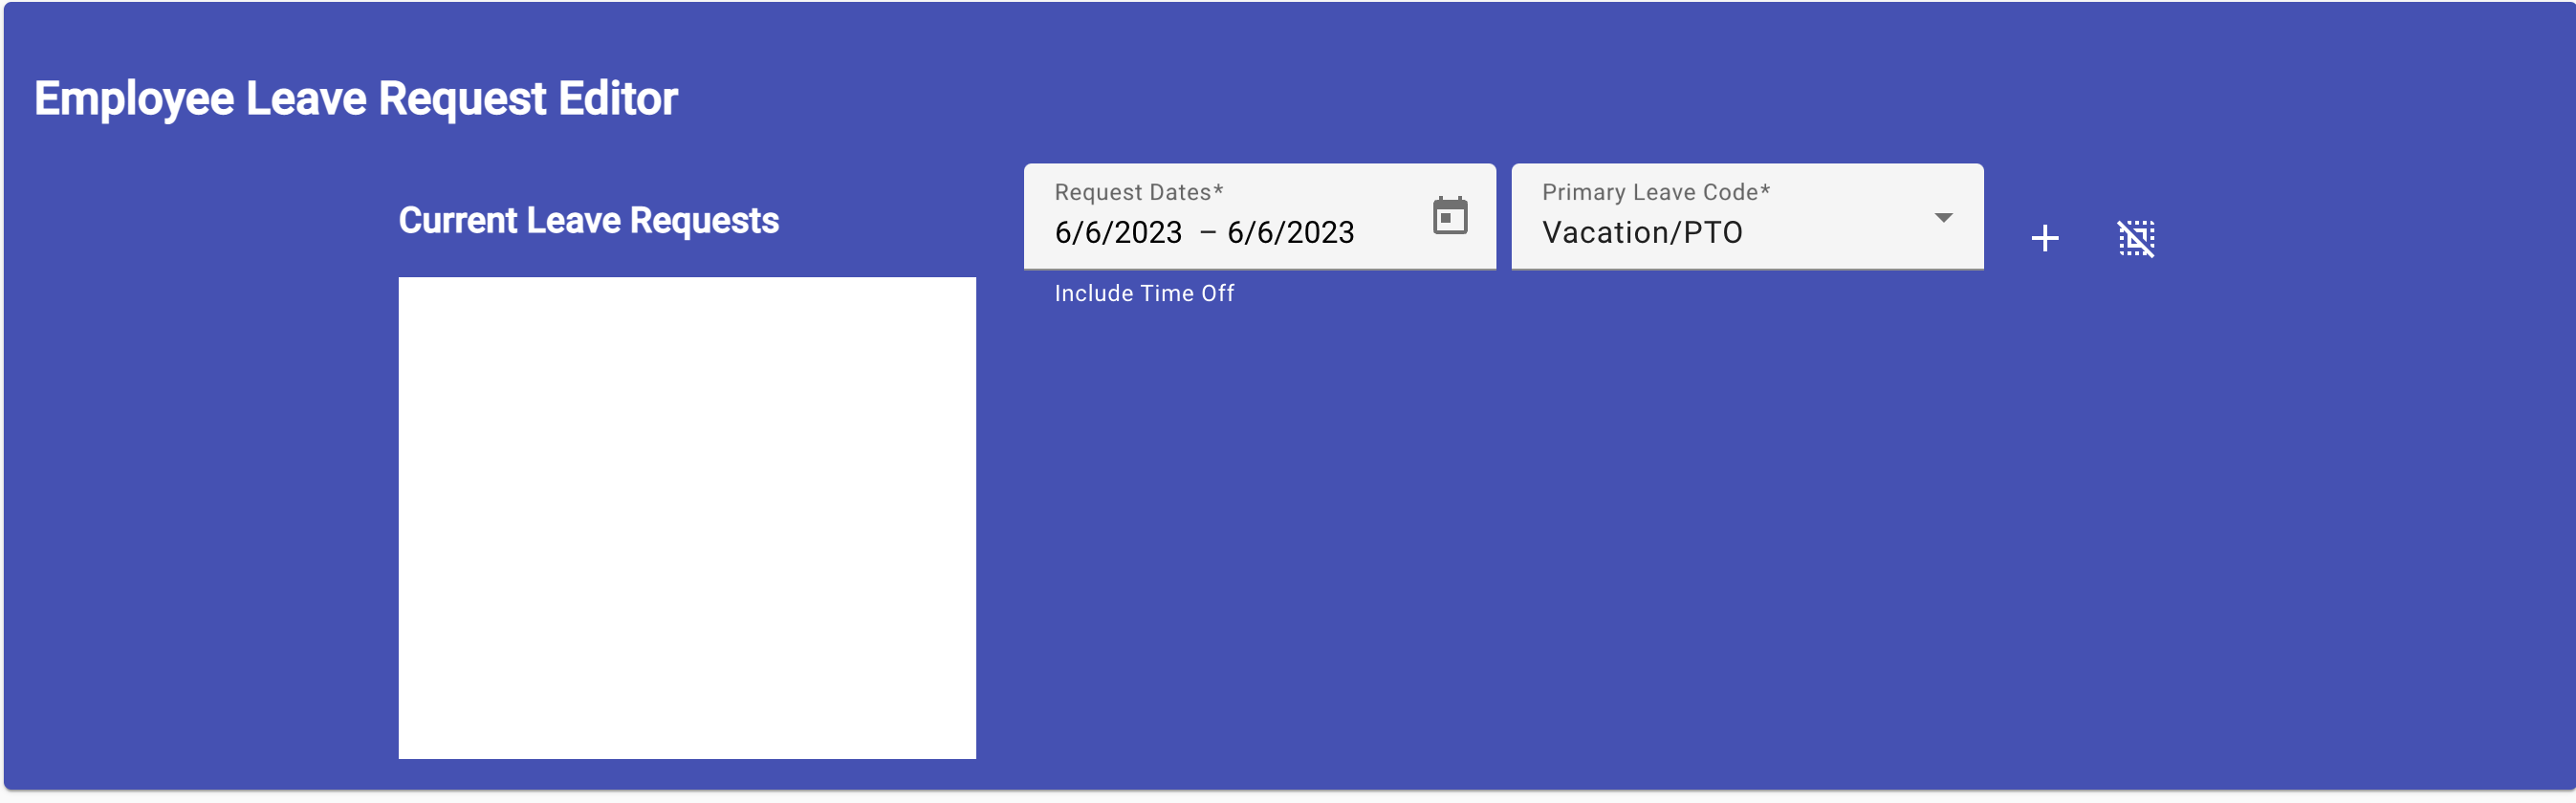 Employee Leave Request Editor
Current Leave Requests
Request Dates*
6/6/2023 – 6/6/2023
Include Time Off
Primary Leave Code*
Vacation/PTO